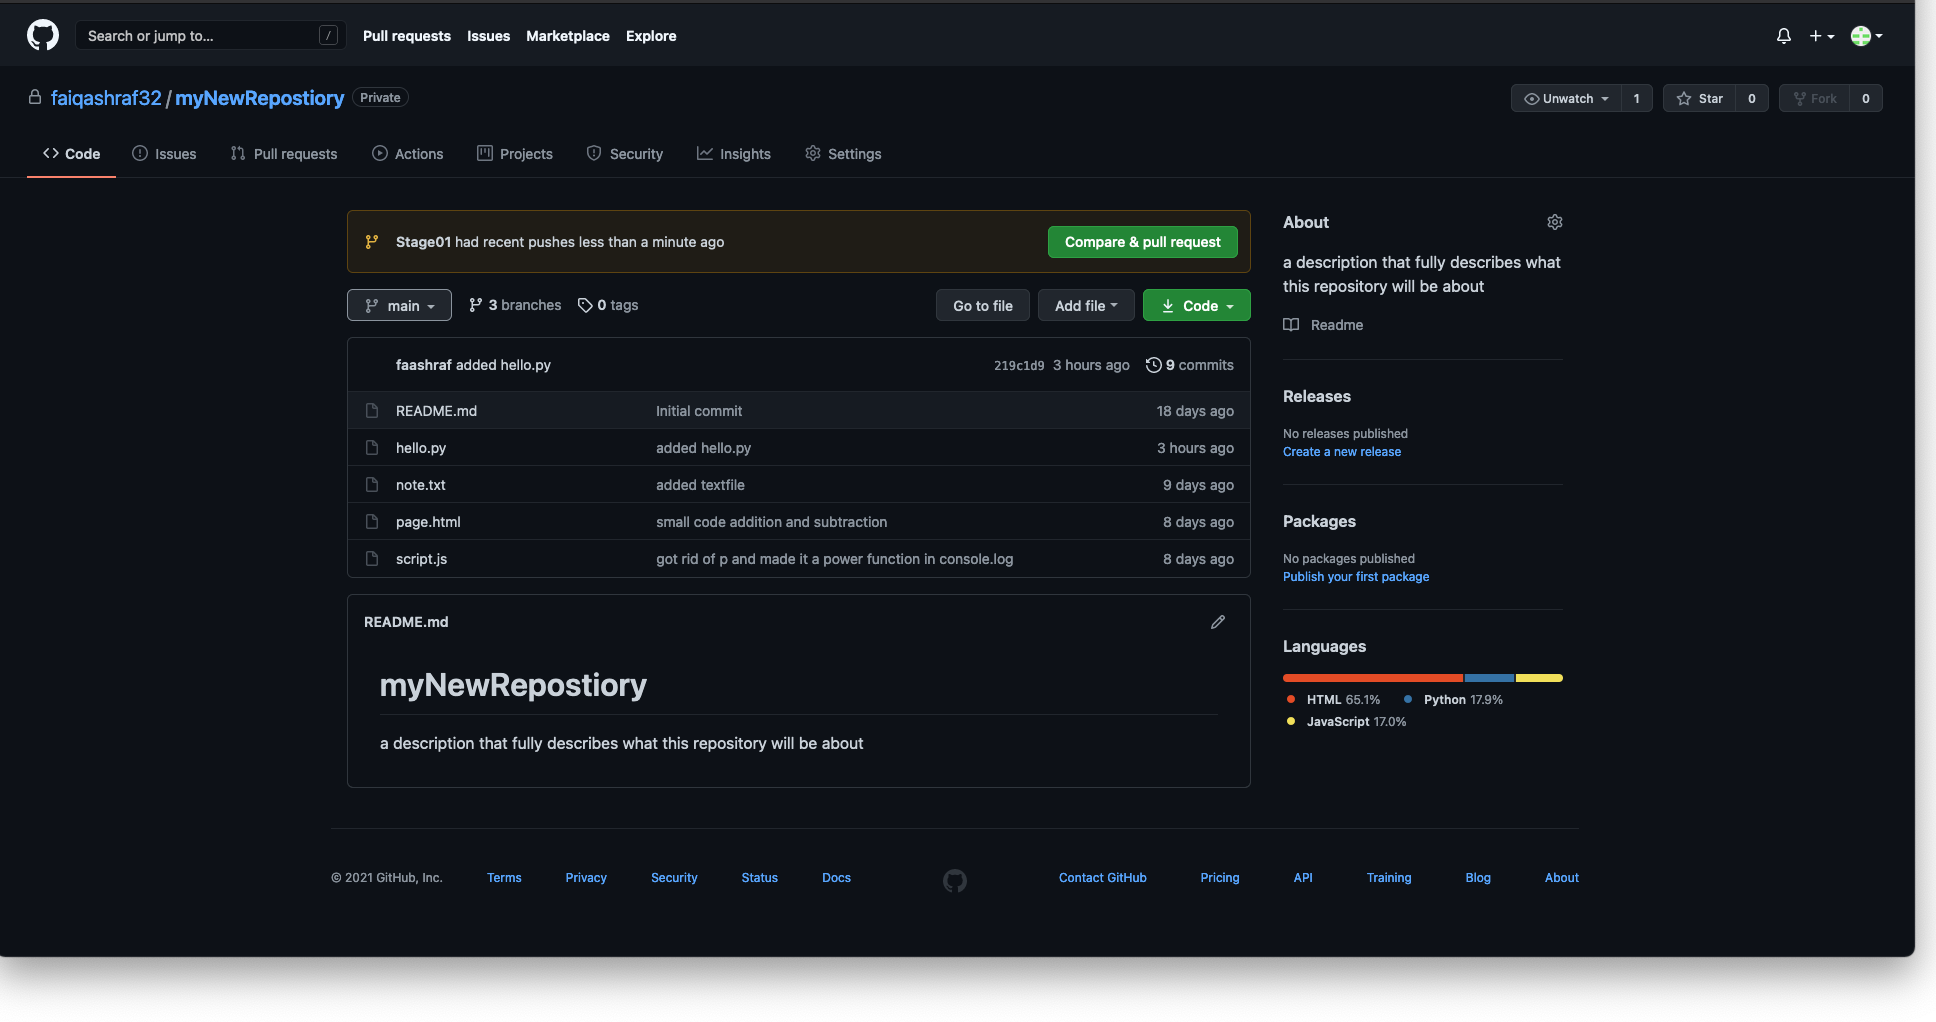 Search or jump to... /
Pull requests Issues Marketplace Explore
faiqashraf32 / myNewRepostiory Private
Unwatch 1 Star 0 Fork 0
Code Issues Pull requests Actions Projects Security Insights Settings
Stage01 had recent pushes less than a minute ago Compare & pull request
main 3 branches 0 tags Go to file Add file Code
faashraf added hello.py 219c1d9 3 hours ago 9 commits
README.md Initial commit 18 days ago
hello.py added hello.py 3 hours ago
note.txt added textfile 9 days ago
page.html small code addition and subtraction 8 days ago
script.js got rid of p and made it a power function in console.log 8 days ago
README.md
myNewRepostiory
a description that fully describes what this repository will be about
About
a description that fully describes what
this repository will be about
Readme
Releases
No releases published
Create a new release
Packages
No packages published
Publish your first package
Languages
HTML 65.1% Python 17.9%
JavaScript 17.0%
© 2021 GitHub, Inc. Terms Privacy Security Status Docs Contact GitHub Pricing API Training Blog About